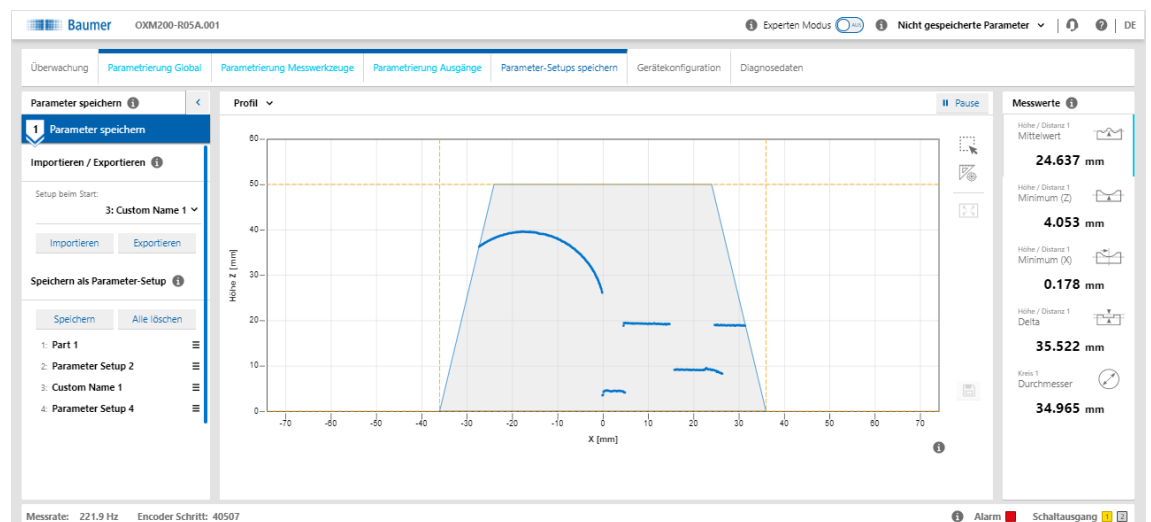 Baumer OXM200-R05A.001 Experten Modus AUS Nicht gespeicherte Parameter DE
Überwachung Parametrierung Global Parametrierung Messwerkzeuge Parametrierung Ausgänge Parameter-Setups speichern Gerätekonfiguration Diagnosedaten
Parameter speichern
1 Parameter speichern
Importieren / Exportieren
Setup beim Start:
3: Custom Name 1
Importieren Exportieren
Speichern als Parameter-Setup
Speichern Alle löschen
1: Part 1
2: Parameter Setup 2
3: Custom Name 1
4: Parameter Setup 4
Profil Pause
Höhe Z [mm]
60
50
40
30
20
10
0
-70 -60 -50 -40 -30 -20 -10 0 10 20 30 40 50 60 70
X [mm]
Messwerte
Höhe / Distanz 1
Mittelwert
24.637 mm
Höhe / Distanz 1
Minimum (Z)
4.053 mm
Höhe / Distanz 1
Minimum (X)
0.178 mm
Höhe / Distanz 1
Delta
35.522 mm
Kreis 1
Durchmesser
34.965 mm
Messrate: 221.9 Hz Encoder Schritt: 40507 Alarm Schaltausgang 1 2